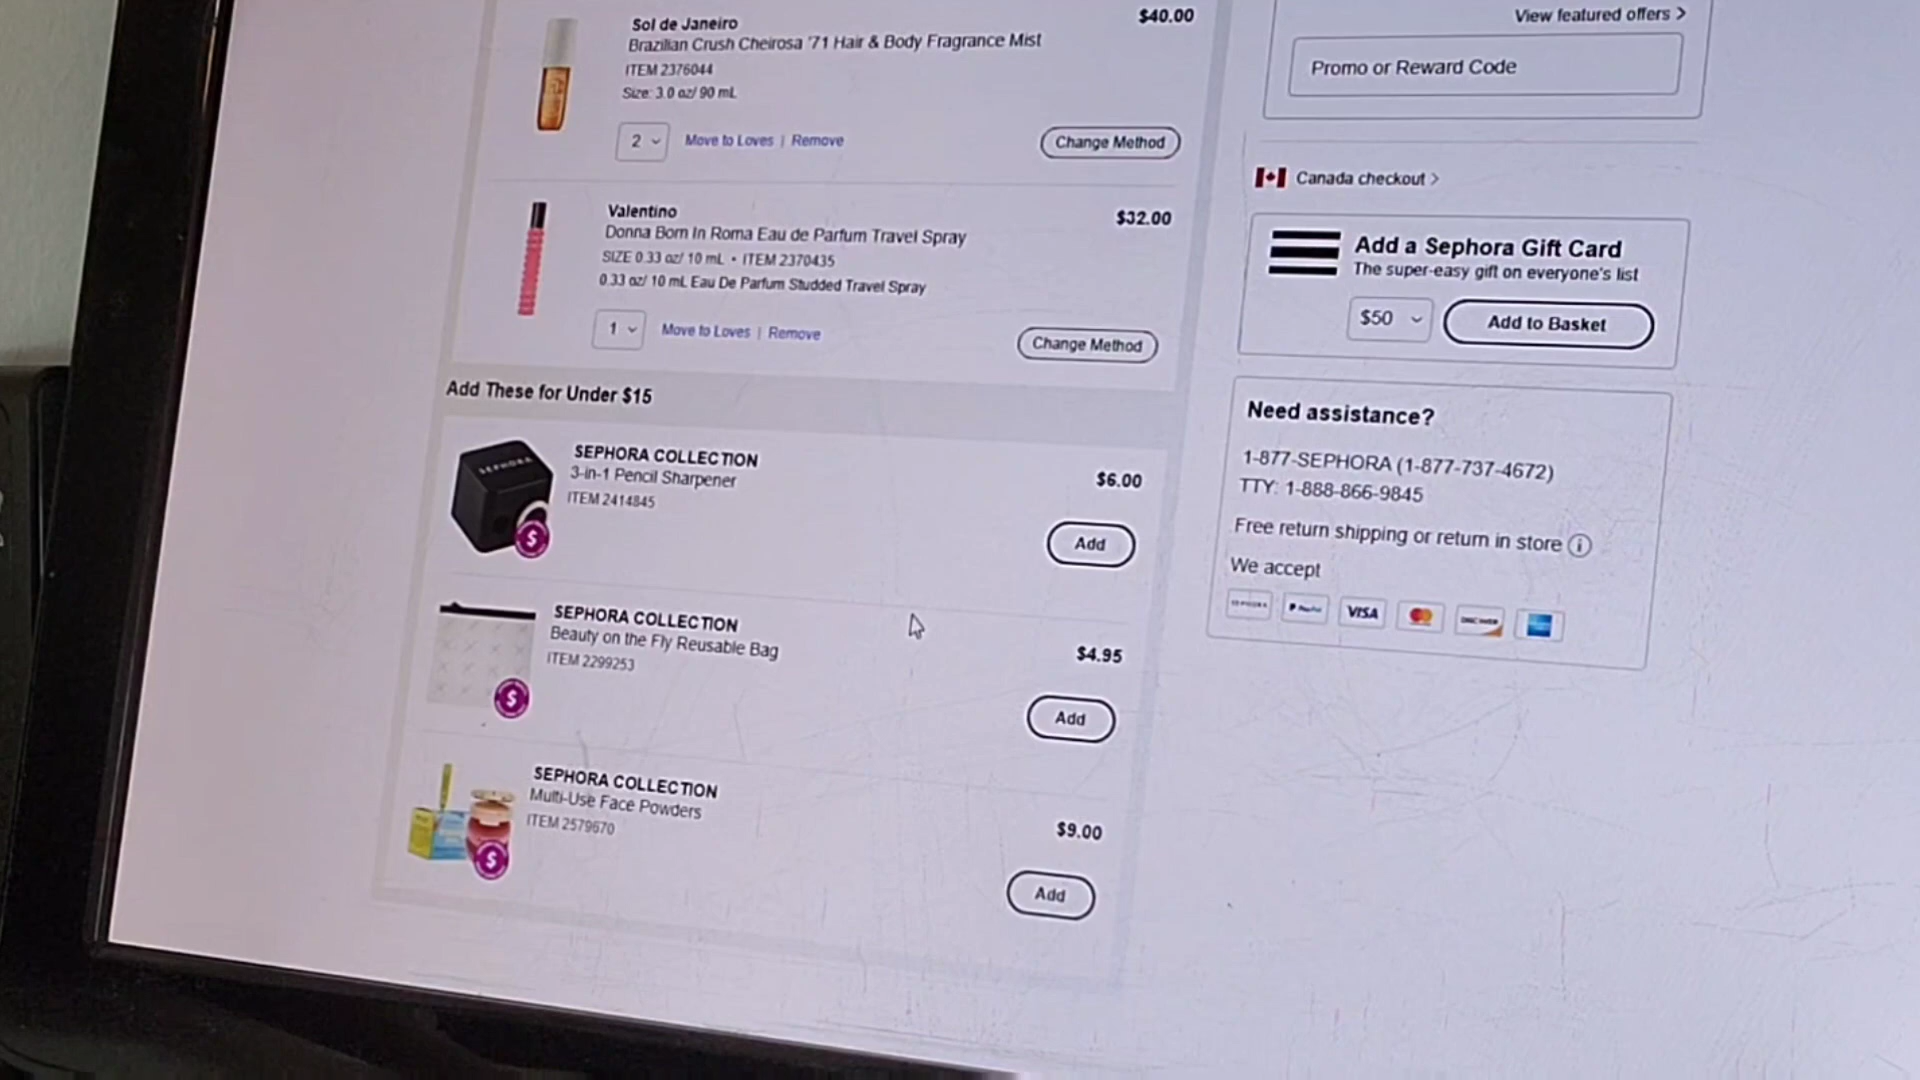 Sol de Janeiro
$40.00
Brazilian Crush Cheirosa '71 Hair & Body Fragrance Mist
ITEM 2376044
Size: 3.0 oz/ 90 mL
2
Move to Loves | Remove
Change Method
Valentino
$32.00
Donna Born In Roma Eau de Parfum Travel Spray
SIZE 0.33 oz/ 10 mL • ITEM 2370435
0.33 oz/ 10 mL Eau De Parfum Studded Travel Spray
1
Move to Loves | Remove
Change Method
Add These for Under $15
SEPHORA
SEPHORA COLLECTION
3-in-1 Pencil Sharpener
ITEM 2414845
$6.00
$
Add
SEPHORA COLLECTION
Beauty on the Fly Reusable Bag
ITEM 2299253
$4.95
$
Add
SEPHORA COLLECTION
Multi-Use Face Powders
ITEM 2579670
$9.00
$
Add
View featured offers >
Promo or Reward Code
Canada checkout >
Add a Sephora Gift Card
The super-easy gift on everyone's list
$50
Add to Basket
Need assistance?
1-877-SEPHORA (1-877-737-4672)
TTY: 1-888-866-9845
Free return shipping or return in store
We accept
SEPHORA
PayPal
VISA
DISCOVER